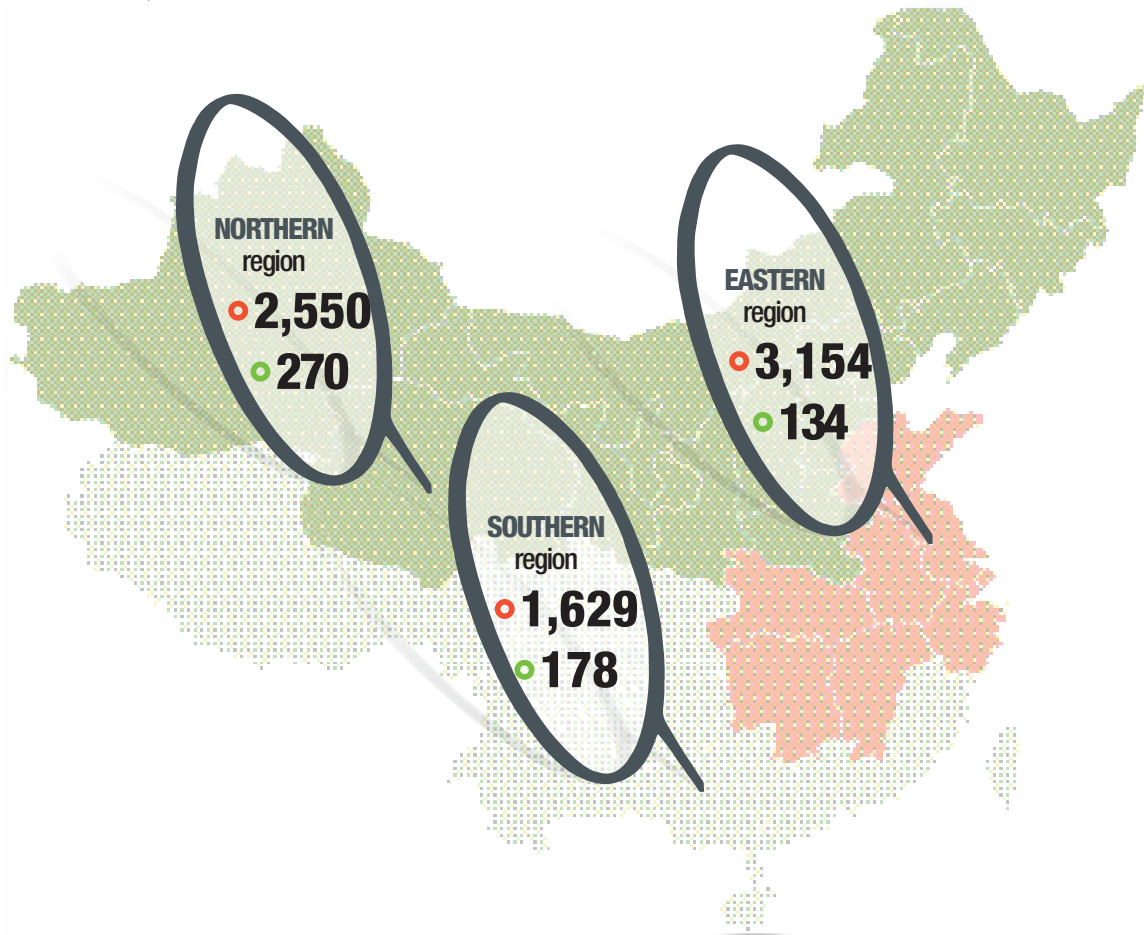 NORTHERN
region
2,550
270
EASTERN
region
3,154
134
SOUTHERN
region
1,629
178